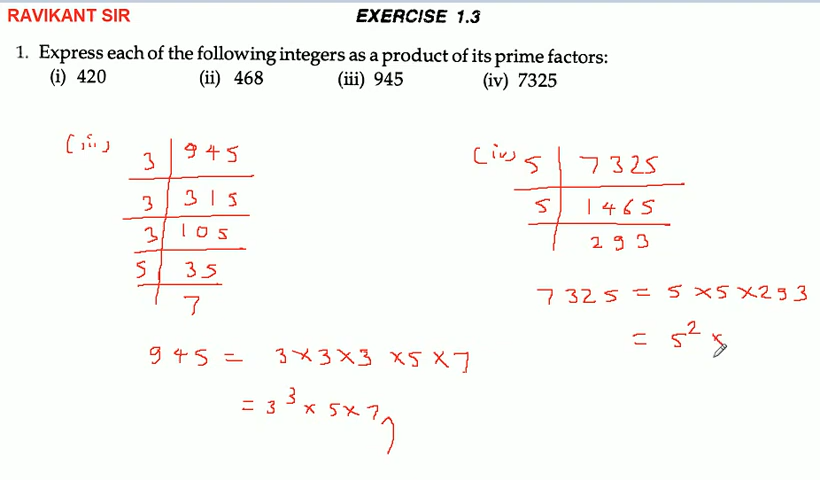 RAVIKANT SIR
EXERCISE 1.3
1. Express each of the following integers as a product of its prime factors:
(i) 420 (ii) 468 (iii) 945 (iv) 7325
(iii)
3 | 945
3 | 315
3 | 105
5 | 35
7
945 = 3×3×3×5×7
= 3³×5×7,
(iv)
5 | 7325
5 | 1465
293
7325 = 5×5×293
= 5²×